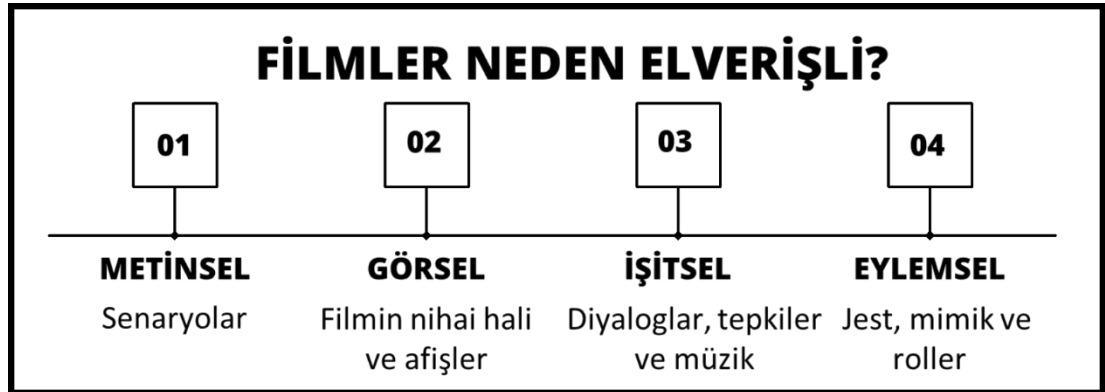 FİLMLER NEDEN ELVERİŞLİ?
01
METİNSEL
Senaryolar
02
GÖRSEL
Filmin nihai hali
ve afişler
03
İŞİTSEL
Diyaloglar, tepkiler
ve müzik
04
EYLEMSEL
Jest, mimik ve
roller